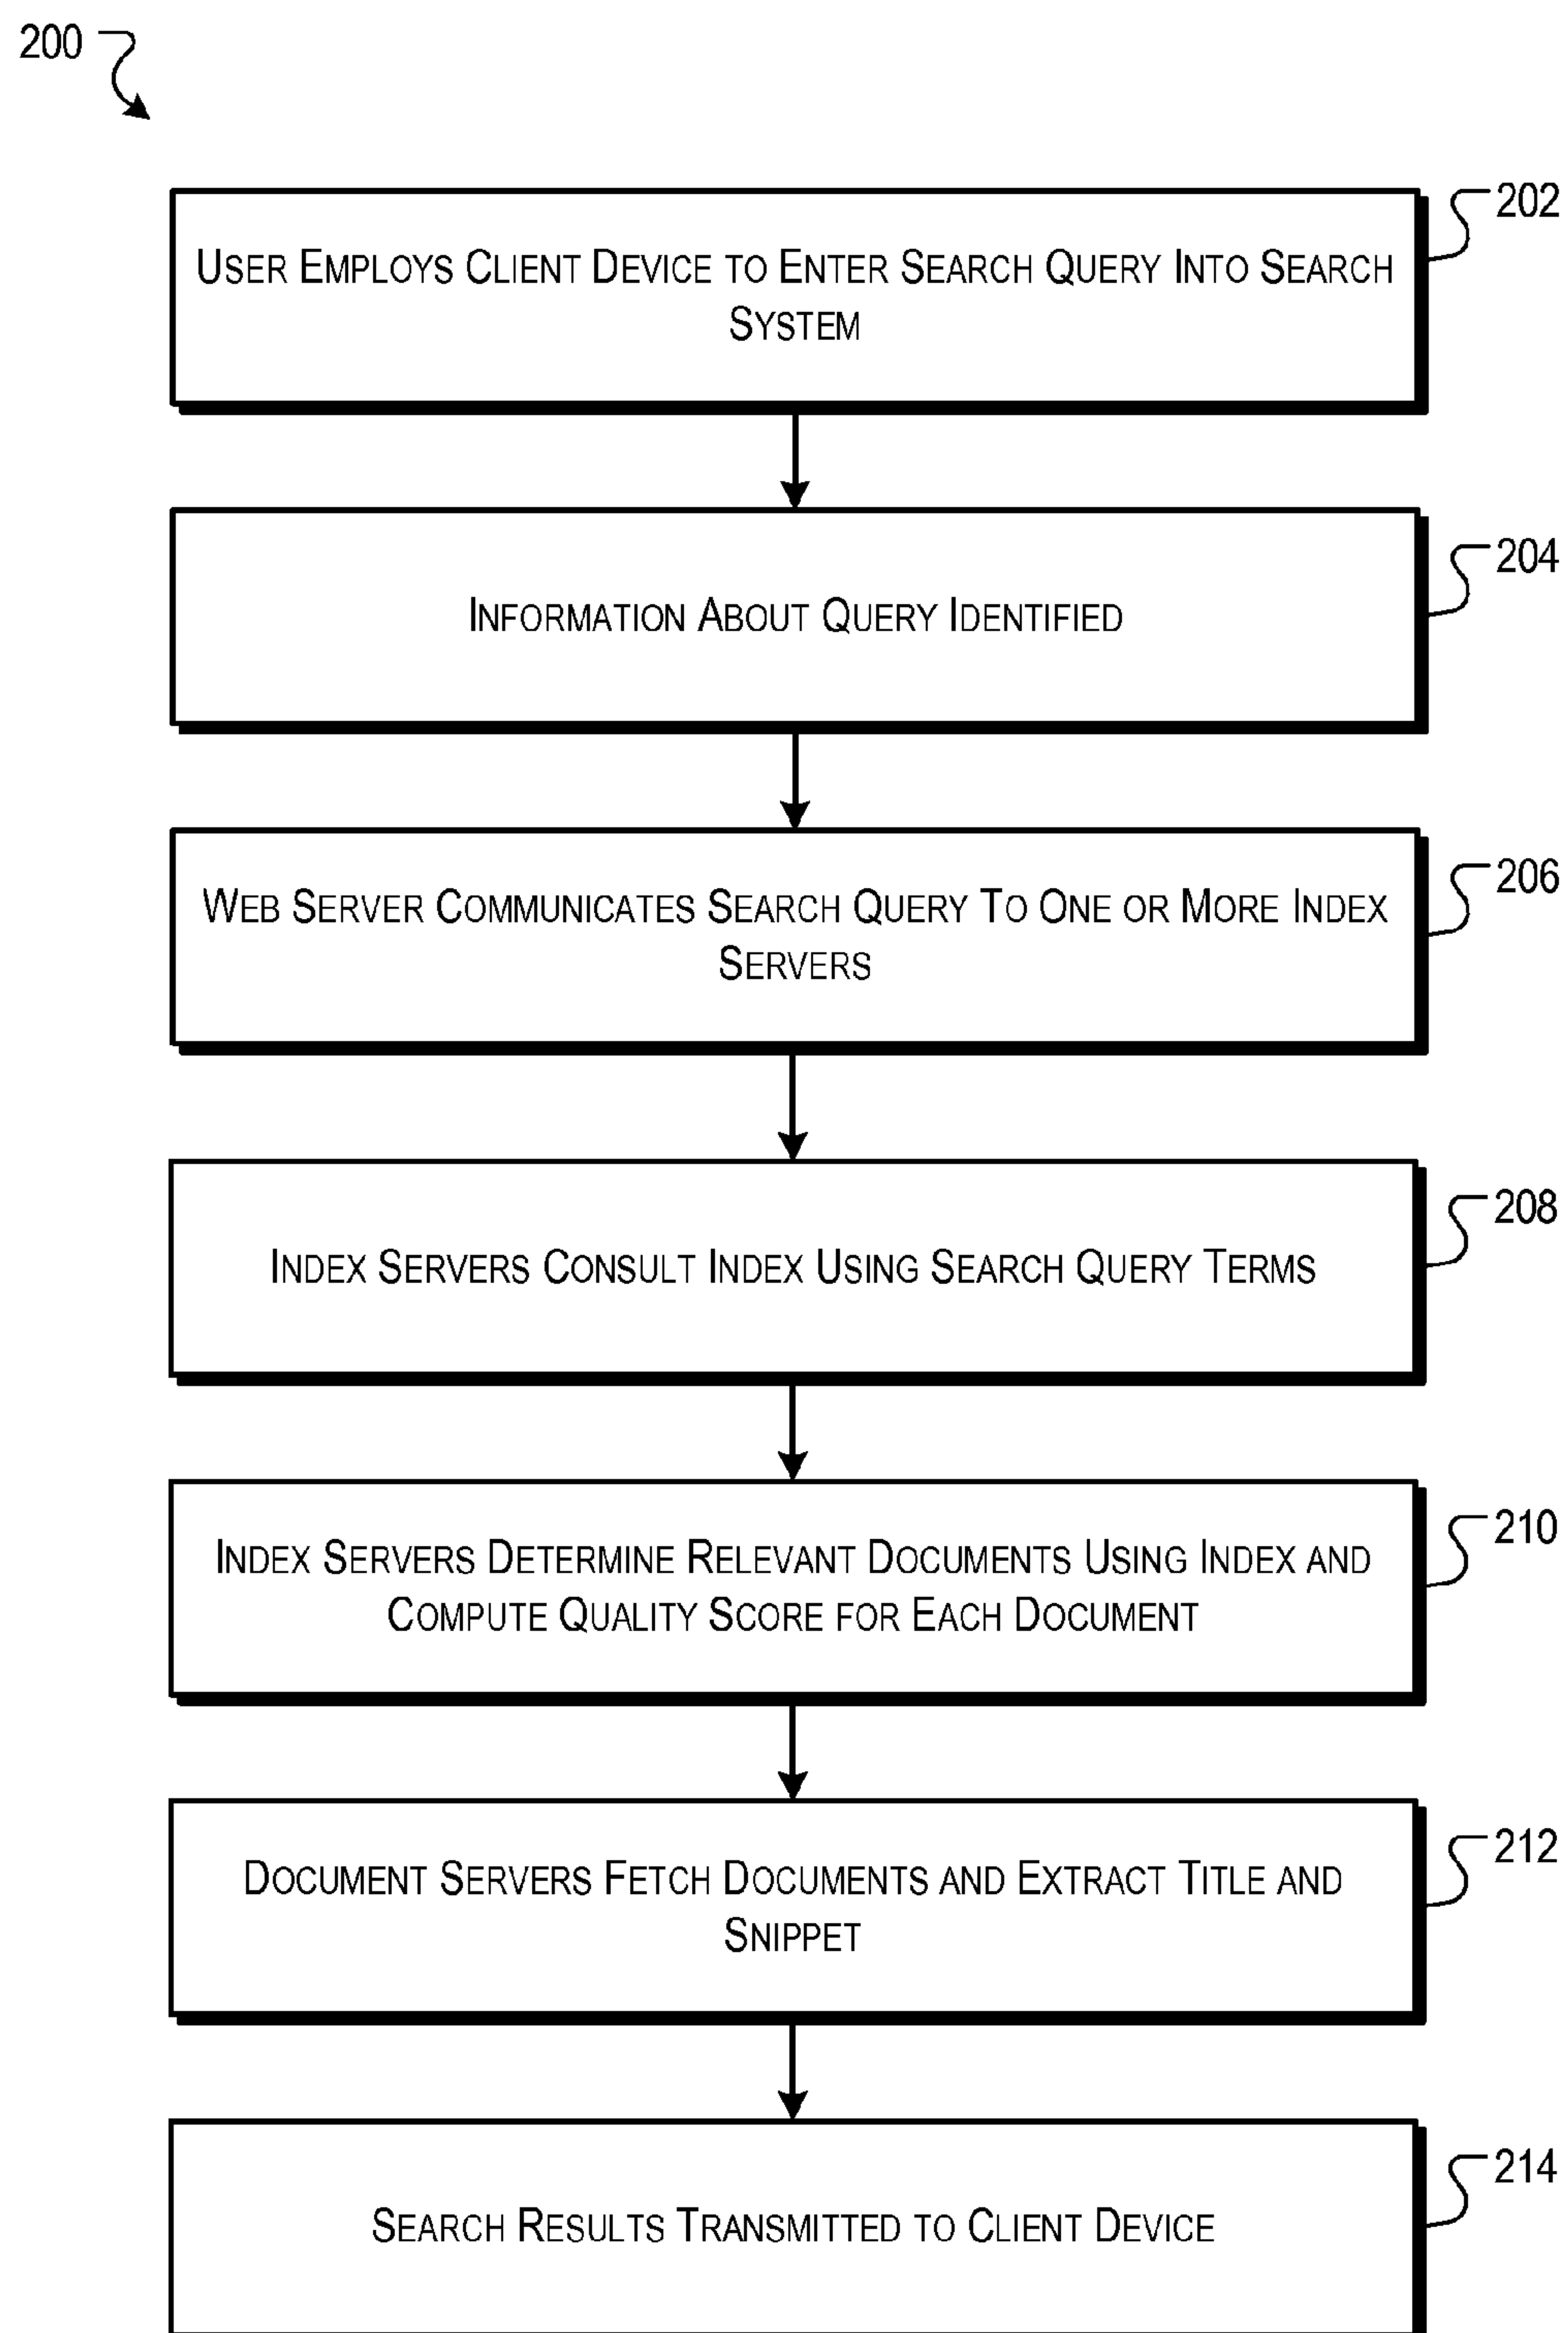 200
202
USER EMPLOYS CLIENT DEVICE TO ENTER SEARCH QUERY INTO SEARCH
SYSTEM
204
INFORMATION ABOUT QUERY IDENTIFIED
206
WEB SERVER COMMUNICATES SEARCH QUERY TO ONE OR MORE INDEX
SERVERS
208
INDEX SERVERS CONSULT INDEX USING SEARCH QUERY TERMS
210
INDEX SERVERS DETERMINE RELEVANT DOCUMENTS USING INDEX AND
COMPUTE QUALITY SCORE FOR EACH DOCUMENT
212
DOCUMENT SERVERS FETCH DOCUMENTS AND EXTRACT TITLE AND
SNIPPET
214
SEARCH RESULTS TRANSMITTED TO CLIENT DEVICE